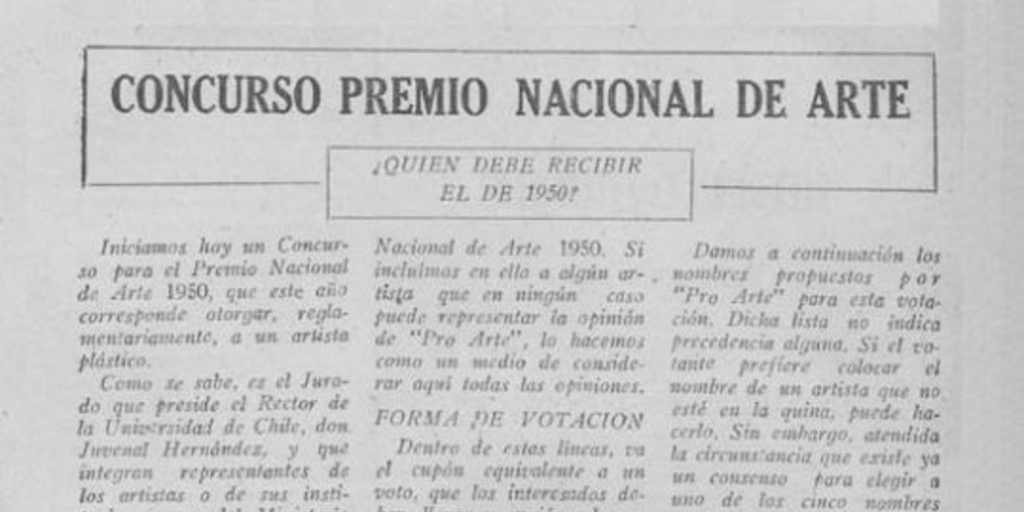 CONCURSO PREMIO NACIONAL DE ARTE
¿QUIEN DEBE RECIBIR
EL DE 1950?
Iniciamos hoy un Concur-
so para el Premio Nacional
de Arte 1950, que este año
corresponde otorgar, regla-
mentariamente, a un artista
plástico.
Como se sabe, es el Jura-
do que preside el Rector de
la Universidad de Chile, don
Juvenal Hernández, y que
integran representantes de
los artistas o de sus insti-
Nacional de Arte 1950. Si
incluímos en ella a algún ar-
tista que en ningún caso
puede representar la opinión
de "Pro Arte", lo hacemos
como un medio de conside-
rar aquí todas las opiniones.
FORMA DE VOTACION
Dentro de estas líneas, va
el cupón equivalente a un
voto, que los interesados de-
Damos a continuación los
nombres propuestos por
"Pro Arte" para esta vota-
ción. Dicha lista no indica
precedencia alguna. Si el vo-
tante prefiere colocar el
nombre de un artista que no
esté en la quina, puede ha-
cerlo. Sin embargo, atendida
la circunstancia que existe ya
un consenso para elegir a
uno de los cinco nombres